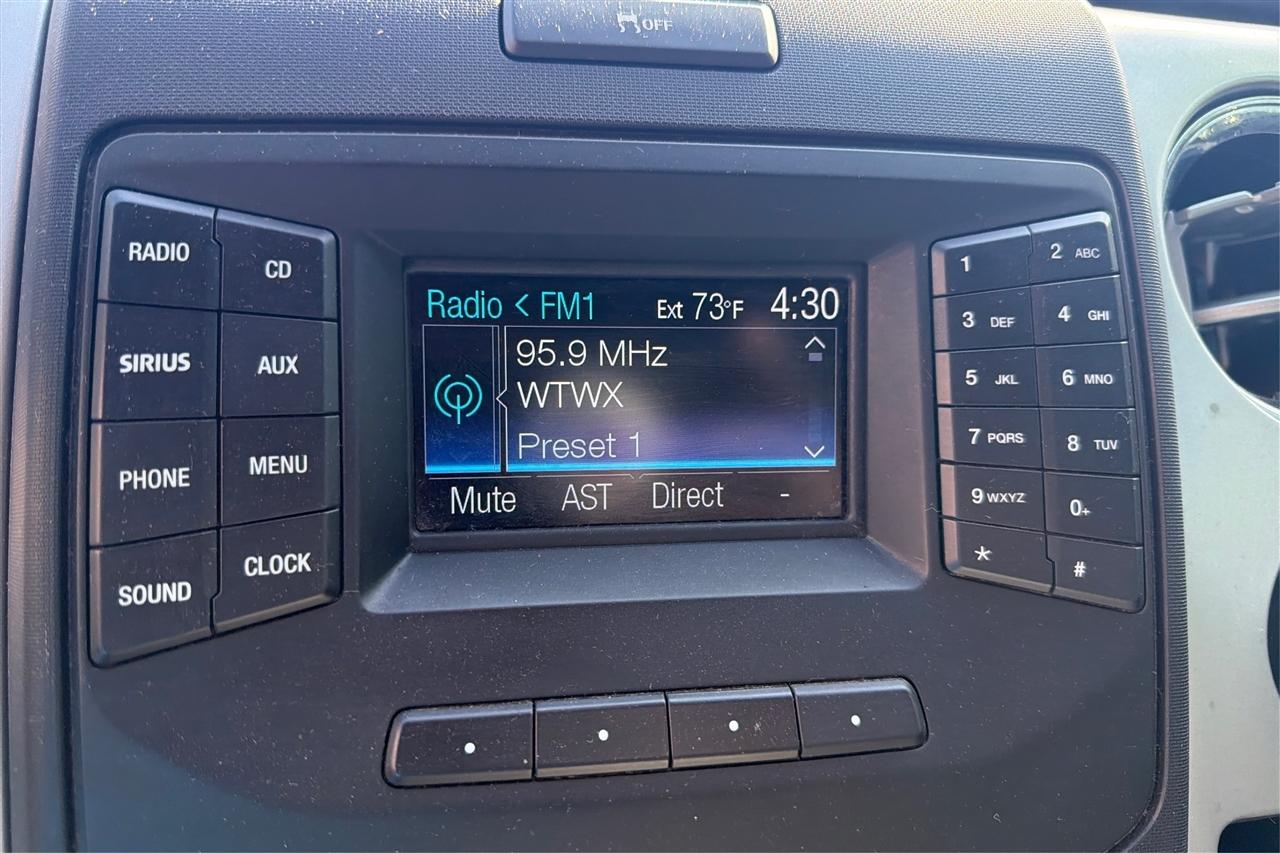 OFF
RADIO
CD
SIRIUS
AUX
PHONE
MENU
SOUND
CLOCK
Radio < FM1 Ext 73°F 4:30
95.9 MHz
WTWX
Preset 1
Mute AST Direct -
1
2 ABC
3 DEF
4 GHI
5 JKL
6 MNO
7 PQRS
8 TUV
9 WXYZ
0+
*
#